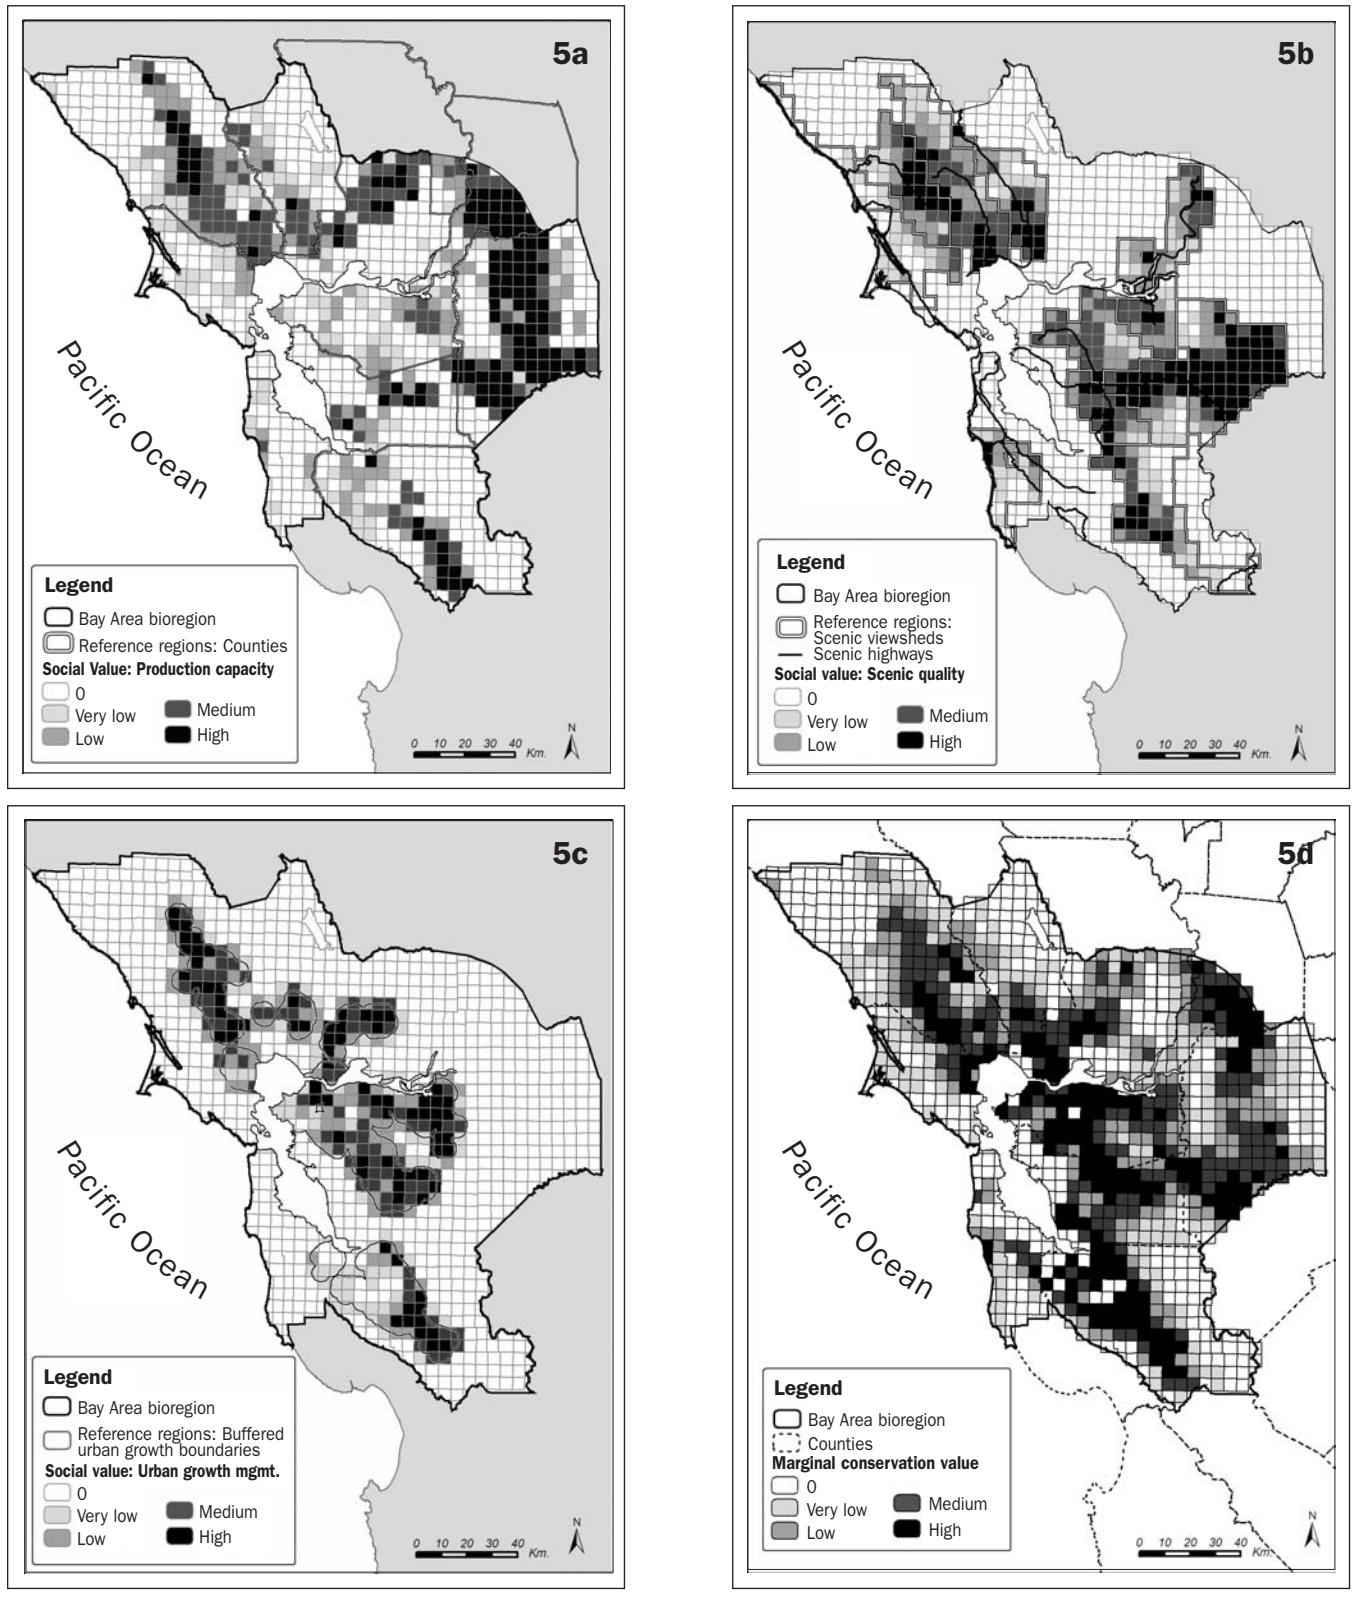 5a
Pacific Ocean
Legend
Bay Area bioregion
Reference regions: Counties
Social Value: Production capacity
0
Very low
Low
Medium
High
0 10 20 30 40 Km.
N
5b
Pacific Ocean
Legend
Bay Area bioregion
Reference regions:
Scenic viewsheds
Scenic highways
Social value: Scenic quality
0
Very low
Low
Medium
High
0 10 20 30 40 Km.
N
5c
Pacific Ocean
Legend
Bay Area bioregion
Reference regions: Buffered
urban growth boundaries
Social value: Urban growth mgmt.
0
Very low
Low
Medium
High
0 10 20 30 40 Km.
N
5d
Pacific Ocean
Legend
Bay Area bioregion
Counties
Marginal conservation value
0
Very low
Low
Medium
High
0 10 20 30 40 Km.
N